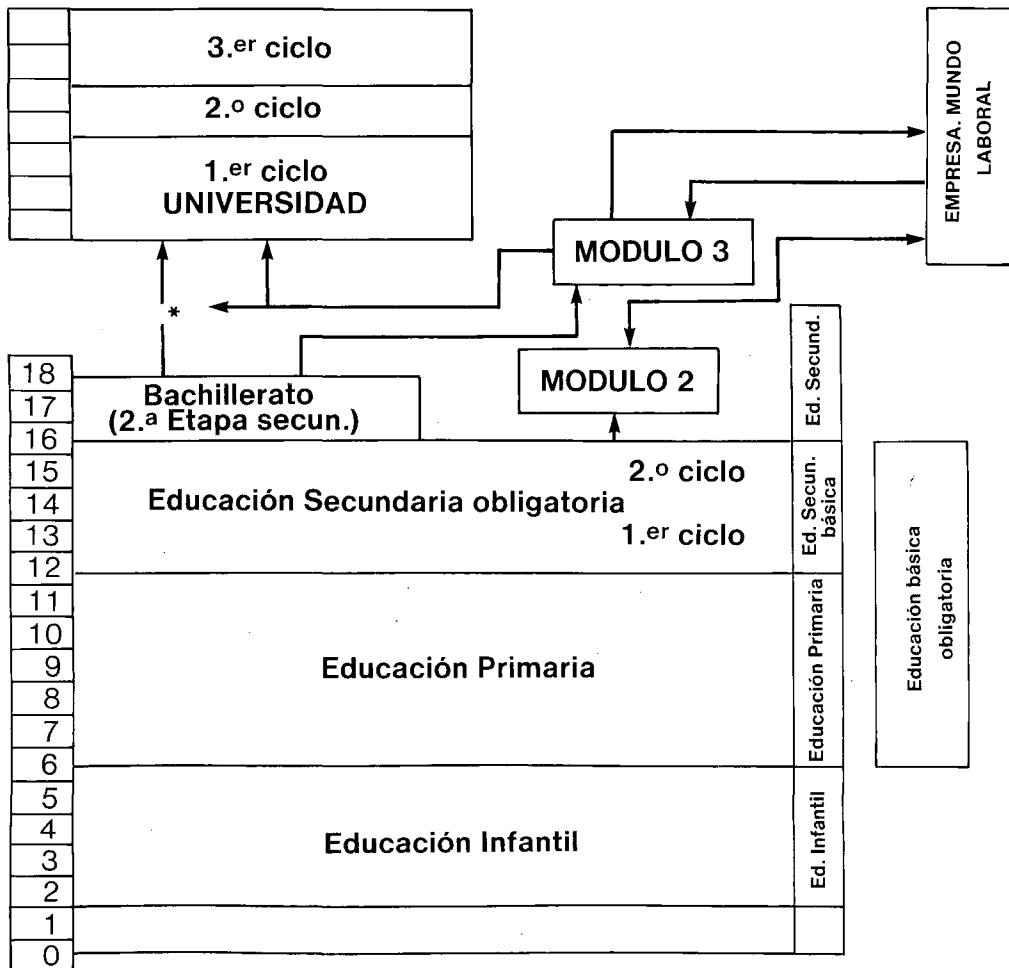 3.er ciclo
2.º ciclo
1.er ciclo
UNIVERSIDAD
EMPRESA. MUNDO
LABORAL
MODULO 3
*
MODULO 2
Bachillerato
(2.ª Etapa secun.)
Ed. Secund.
18
17
16
15
14
13
12
11
10
9
8
7
6
5
4
3
2
1
0
2.º ciclo
Educación Secundaria obligatoria
1.er ciclo
Ed. Secun.
básica
Educación Primaria
Educación Primaria
Educación básica
obligatoria
Educación Infantil
Ed. Infantil